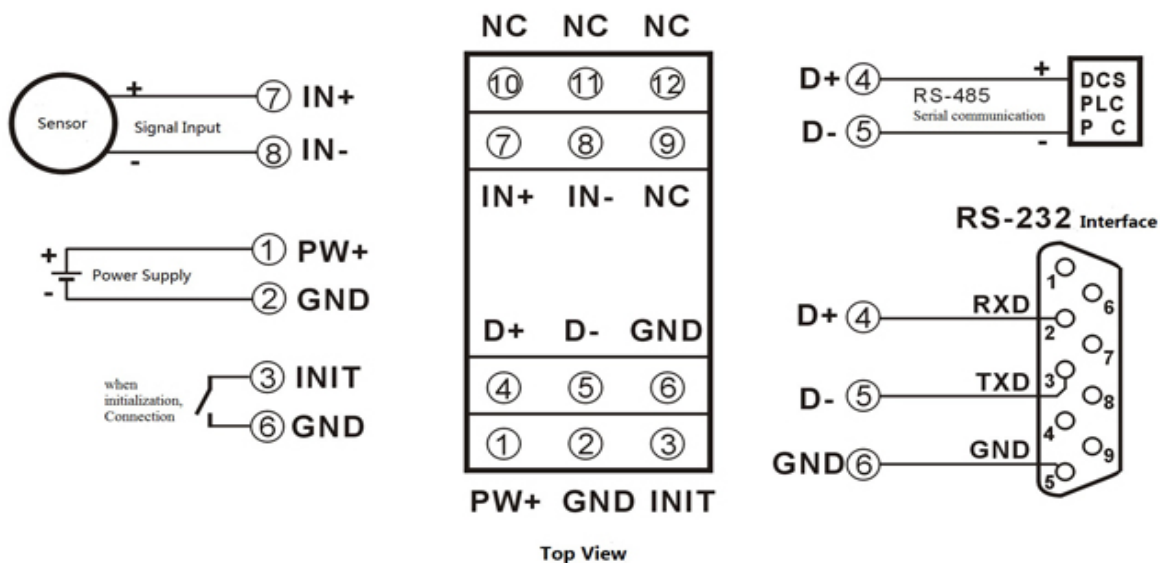 Sensor
+
Signal Input
-
⑦ IN+
⑧ IN-
+
Power Supply
-
① PW+
② GND
when
initialization,
Connection
③ INIT
⑥ GND
NC NC NC
⑩ ⑪ ⑫
⑦ ⑧ ⑨
IN+ IN- NC
D+ D- GND
④ ⑤ ⑥
① ② ③
PW+ GND INIT
Top View
D+ ④
+
RS-485
Serial communication
D- ⑤
-
DCS
PLC
P C
RS-232 Interface
D+ ④ RXD
D- ⑤ TXD
GND ⑥ GND
1
6
2
7
3
8
4
9
5